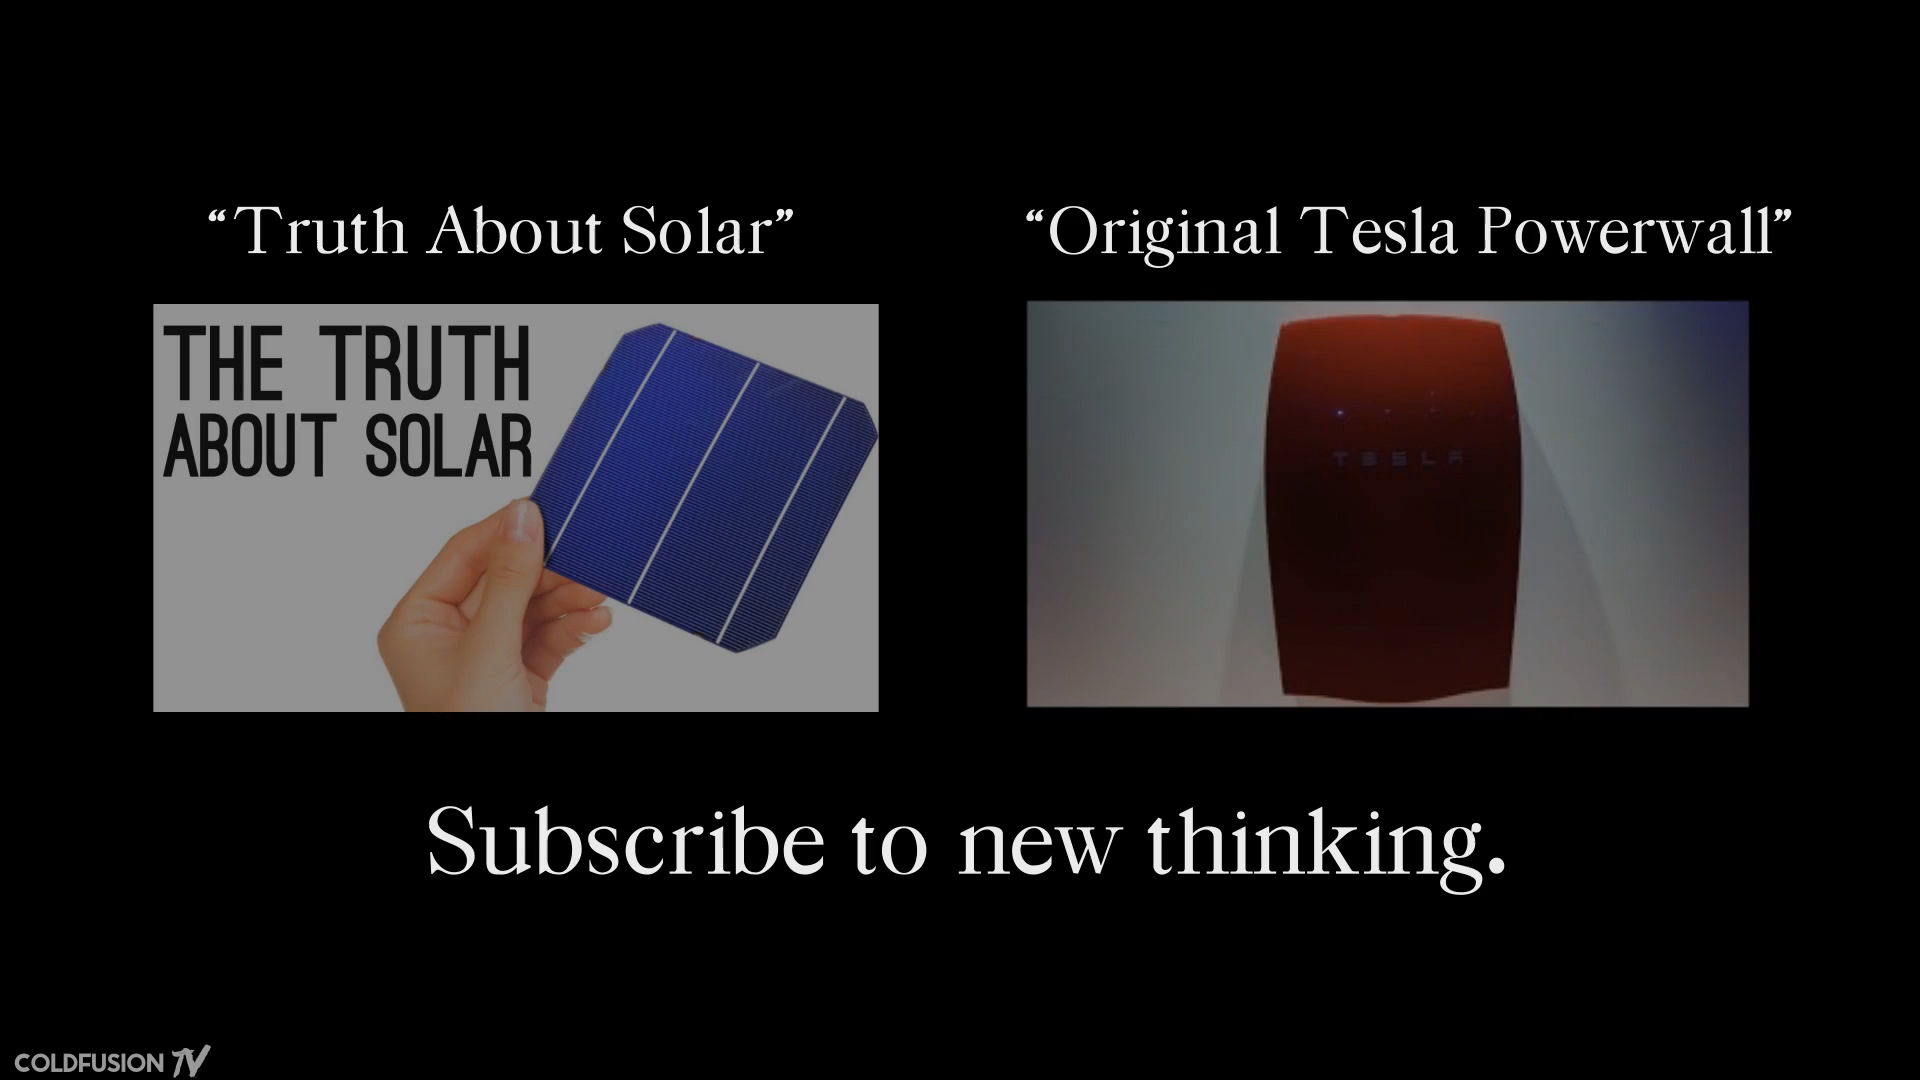 “Truth About Solar”
“Original Tesla Powerwall”
THE TRUTH
ABOUT SOLAR
TESLA
Subscribe to new thinking.
COLDFUSION TV